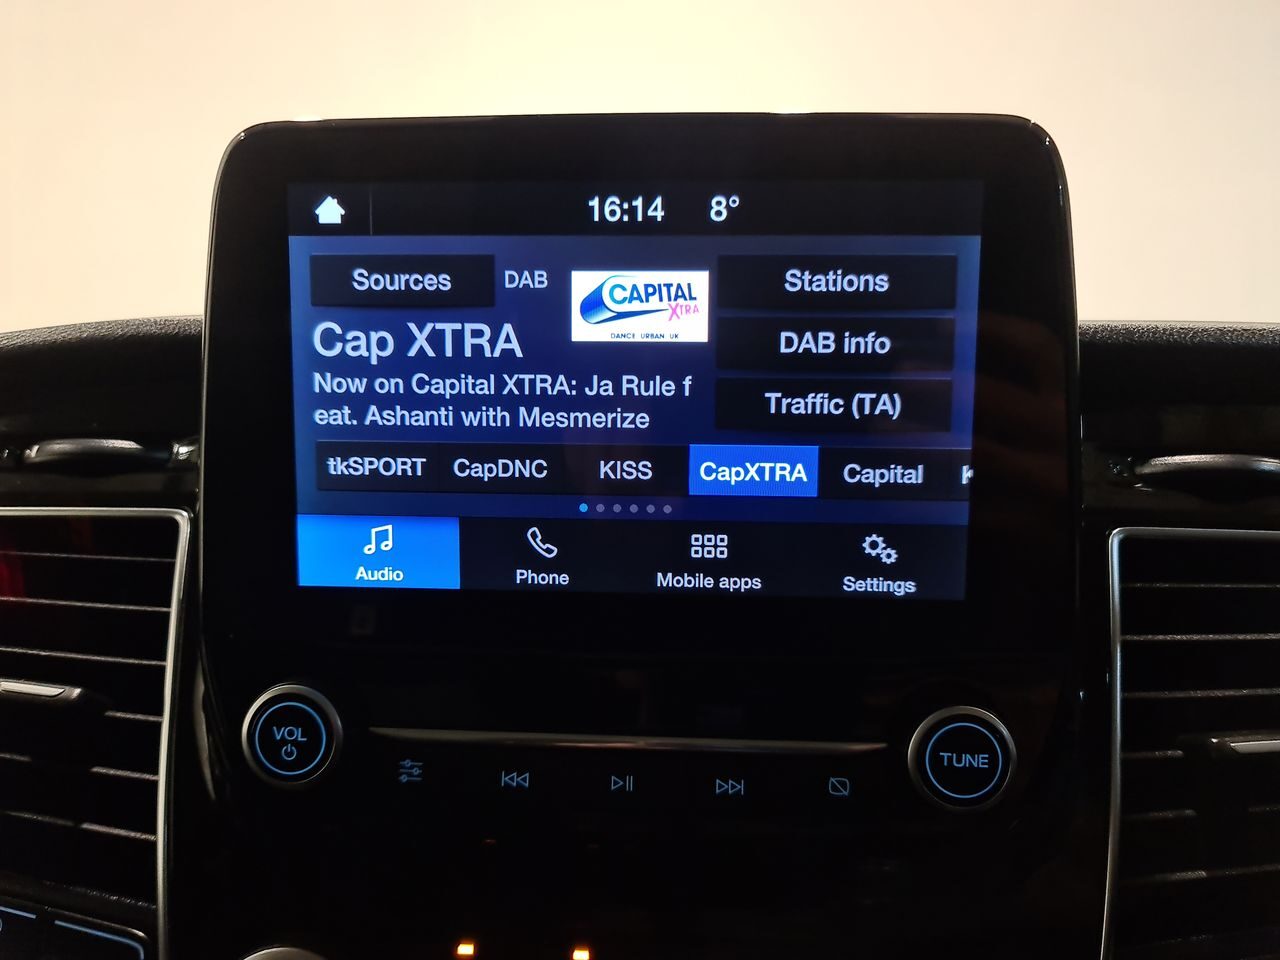 16:14 8°
Sources DAB CAPITAL XTRA Stations
DANCE URBAN UK
Cap XTRA DAB info
Now on Capital XTRA: Ja Rule f
eat. Ashanti with Mesmerize
Traffic (TA)
tkSPORT CapDNC KISS CapXTRA Capital
Audio Phone Mobile apps Settings
VOL TUNE